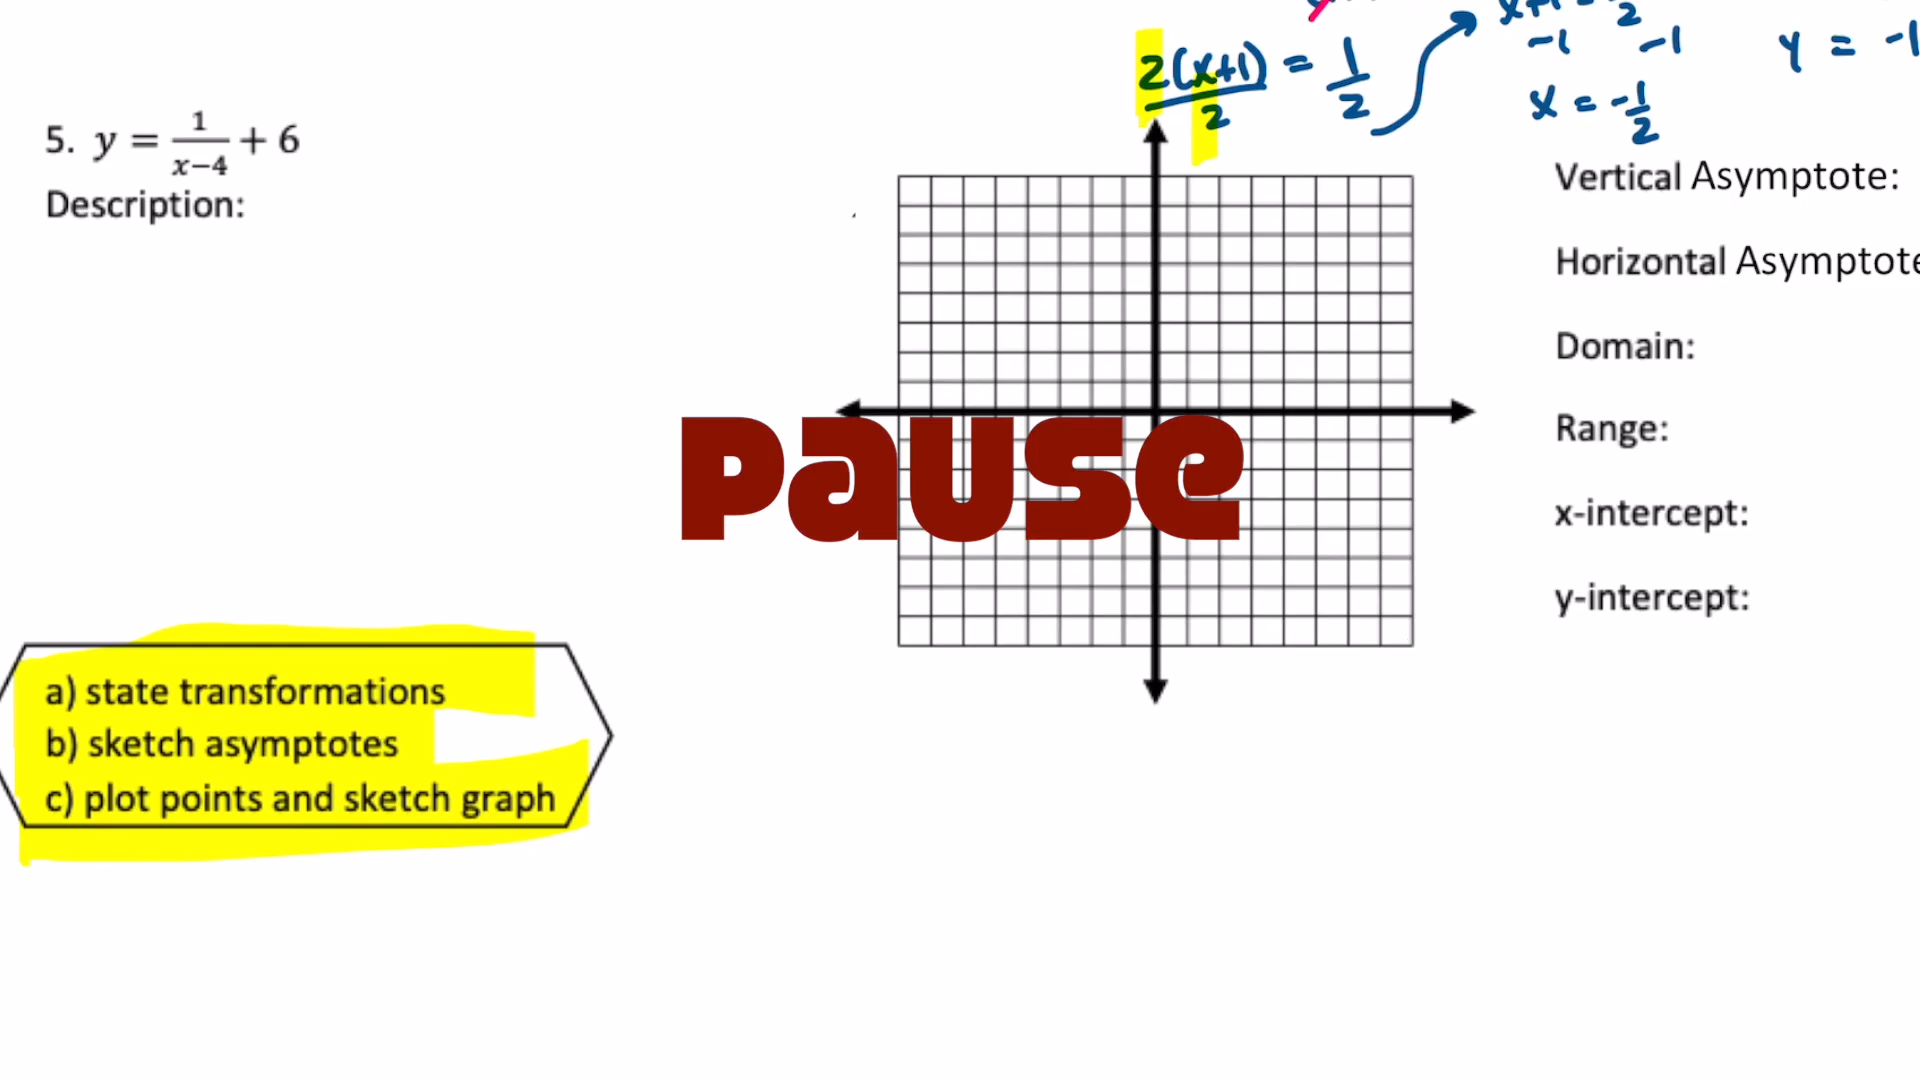 2(x+1)/2 = 1/2
-1 -1
y = -1
x = -1/2
5. y = 1/(x-4) + 6
Description:
Vertical Asymptote:
Horizontal Asymptote
Domain:
Range:
x-intercept:
y-intercept:
Pause
a) state transformations
b) sketch asymptotes
c) plot points and sketch graph